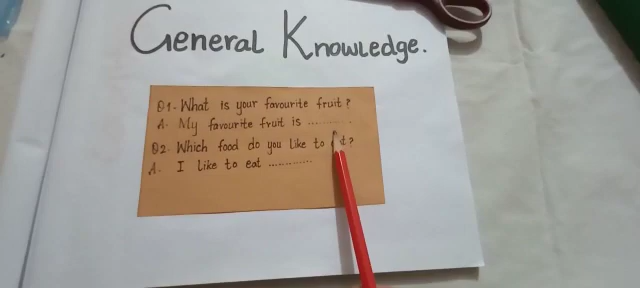 General Knowledge.
Q1. What is your favourite fruit?
A. My favourite fruit is ..........
Q2. Which food do you like to
A. I like to eat ............